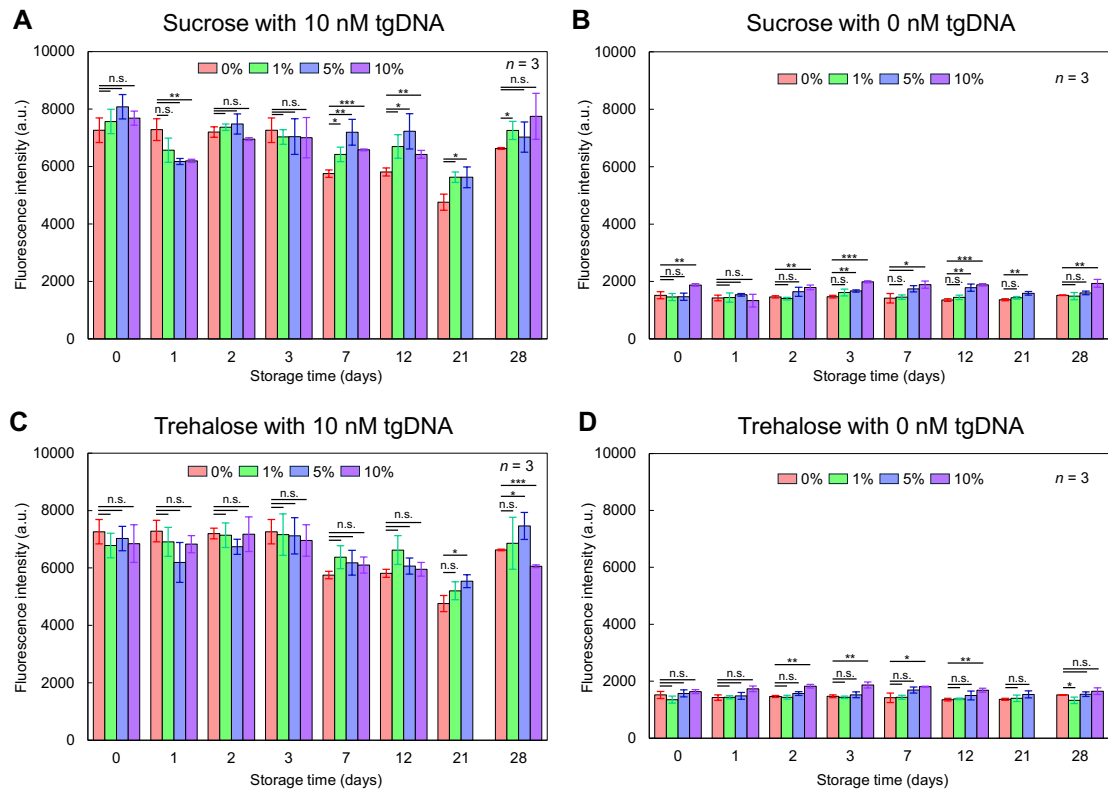 A Sucrose with 10 nM tgDNA
10000
8000
6000
4000
2000
0
Fluorescence intensity (a.u.)
0% 1% 5% 10%
n = 3
n.s.
n.s. **
n.s.
n.s.
* ** ***
* **
*
* n.s.
0 1 2 3 7 12 21 28
Storage time (days)
B Sucrose with 0 nM tgDNA
10000
8000
6000
4000
2000
0
Fluorescence intensity (a.u.)
0% 1% 5% 10%
n = 3
n.s. **
n.s.
n.s. **
n.s. ** ***
n.s. *
n.s. ** ***
n.s. **
n.s. **
0 1 2 3 7 12 21 28
Storage time (days)
C Trehalose with 10 nM tgDNA
10000
8000
6000
4000
2000
0
Fluorescence intensity (a.u.)
0% 1% 5% 10%
n = 3
n.s.
n.s.
n.s.
n.s.
n.s.
n.s.
n.s. *
n.s. * ***
0 1 2 3 7 12 21 28
Storage time (days)
D Trehalose with 0 nM tgDNA
10000
8000
6000
4000
2000
0
Fluorescence intensity (a.u.)
0% 1% 5% 10%
n = 3
n.s.
n.s.
n.s. **
n.s. **
n.s. *
n.s. **
n.s.
* n.s.
0 1 2 3 7 12 21 28
Storage time (days)